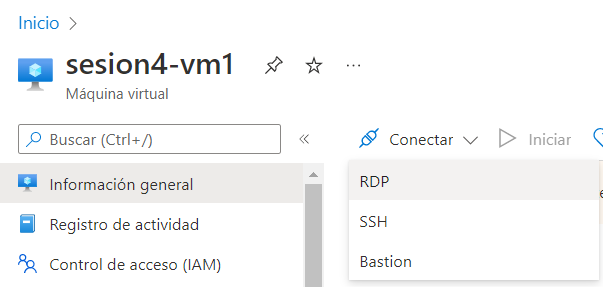 Inicio
sesion4-vm1
Máquina virtual
Buscar (Ctrl+/)
Conectar
Iniciar
Información general
RDP
Registro de actividad
SSH
Control de acceso (IAM)
Bastion